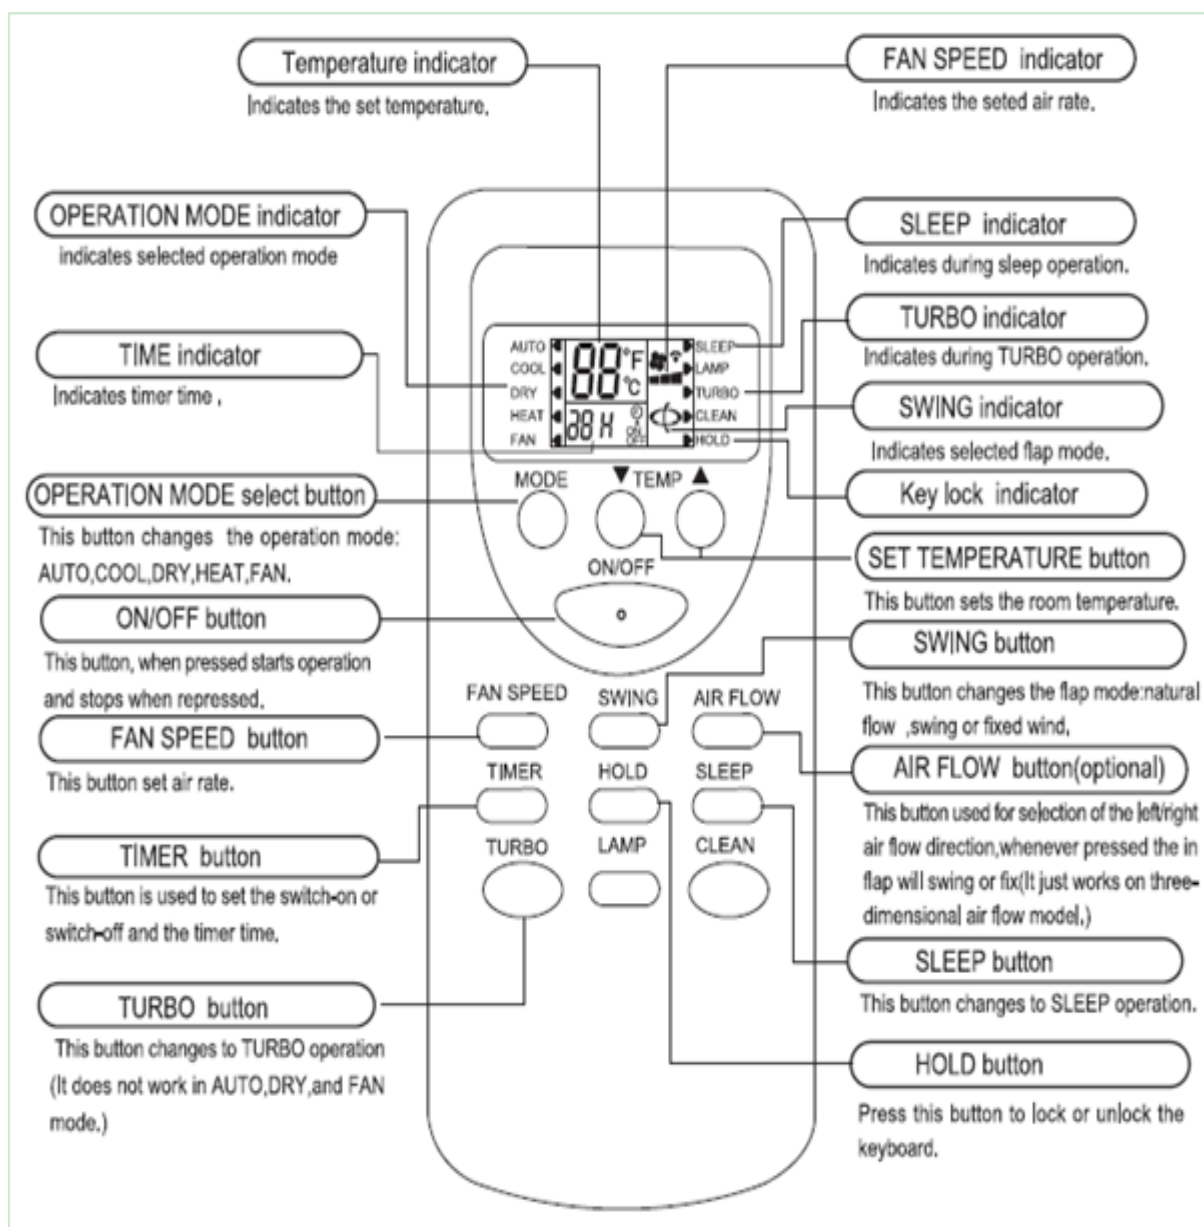 Temperature indicator
Indicates the set temperature.
FAN SPEED indicator
Indicates the seted air rate.
OPERATION MODE indicator
indicates selected operation mode
TIME indicator
Indicates timer time ,
OPERATION MODE select button
This button changes the operation mode:
AUTO,COOL,DRY,HEAT,FAN.
ON/OFF button
This button, when pressed starts operation
and stops when repressed.
FAN SPEED button
This button set air rate.
TIMER button
This button is used to set the switch-on or
switch-off and the timer time.
TURBO button
This button changes to TURBO operation
(It does not work in AUTO,DRY,and FAN
mode.)
AUTO
COOL
DRY
HEAT
FAN
88 °F
°C
28 H
ON
OFF
SLEEP
LAMP
TURBO
CLEAN
HOLD
MODE
▼ TEMP ▲
ON/OFF
FAN SPEED
SWING
AIR FLOW
TIMER
HOLD
SLEEP
TURBO
LAMP
CLEAN
SLEEP indicator
Indicates during sleep operation.
TURBO indicator
Indicates during TURBO operation.
SWING indicator
Indicates selected flap mode.
Key lock indicator
SET TEMPERATURE button
This button sets the room temperature.
SWING button
This button changes the flap mode:natural
flow ,swing or fixed wind.
AIR FLOW button(optional)
This button used for selection of the left/right
air flow direction,whenever pressed the in
flap will swing or fix(It just works on three-
dimensional air flow model.)
SLEEP button
This button changes to SLEEP operation.
HOLD button
Press this button to lock or unlock the
keyboard.